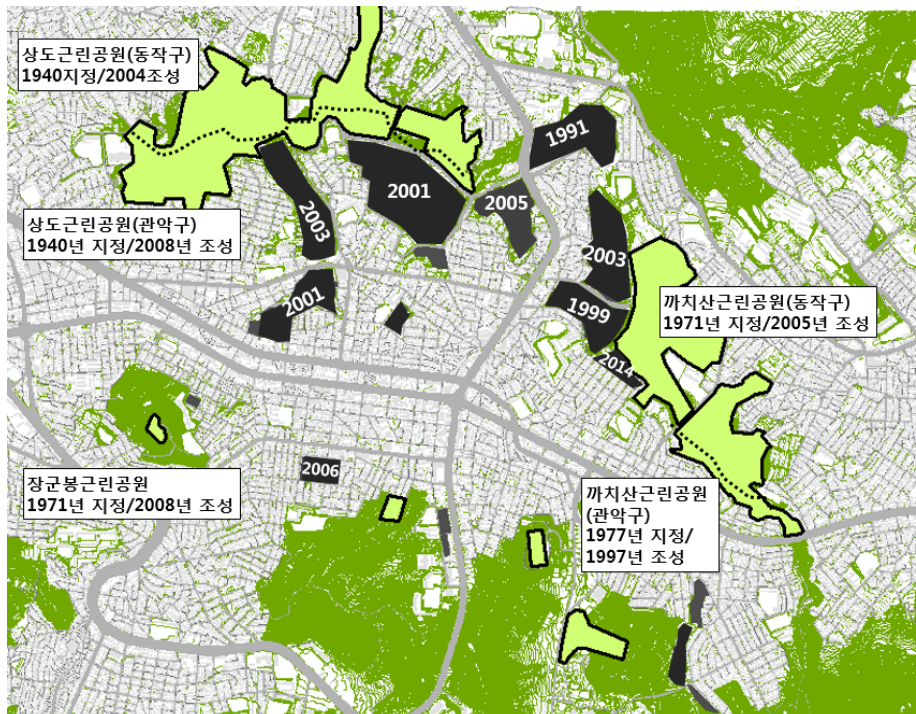 상도근린공원(동작구)
1940지정/2004조성
1991
2001
2005
상도근린공원(관악구)
1940년 지정/2008년 조성
2003
2003
2001
1999
까치산근린공원(동작구)
1971년 지정/2005년 조성
2014
장군봉근린공원
1971년 지정/2008년 조성
2006
까치산근린공원
(관악구)
1977년 지정/
1997년 조성